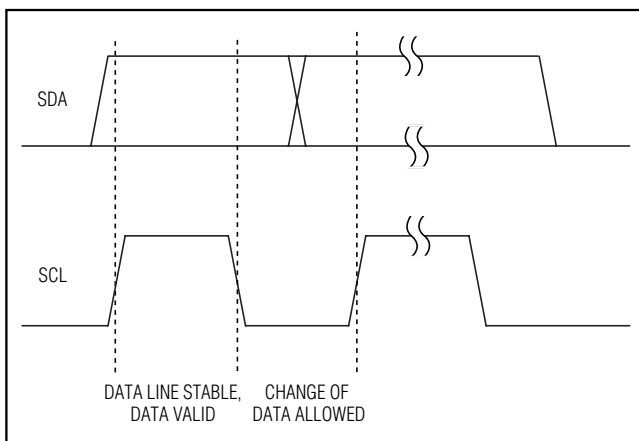 SDA
SCL
DATA LINE STABLE,
DATA VALID
CHANGE OF
DATA ALLOWED